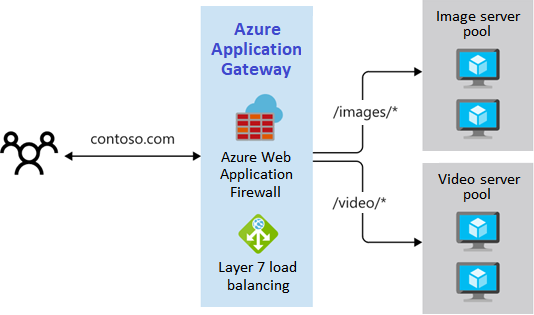 contoso.com
Azure
Application
Gateway
Azure Web
Application
Firewall
Layer 7 load
balancing
/images/*
/video/*
Image server
pool
Video server
pool